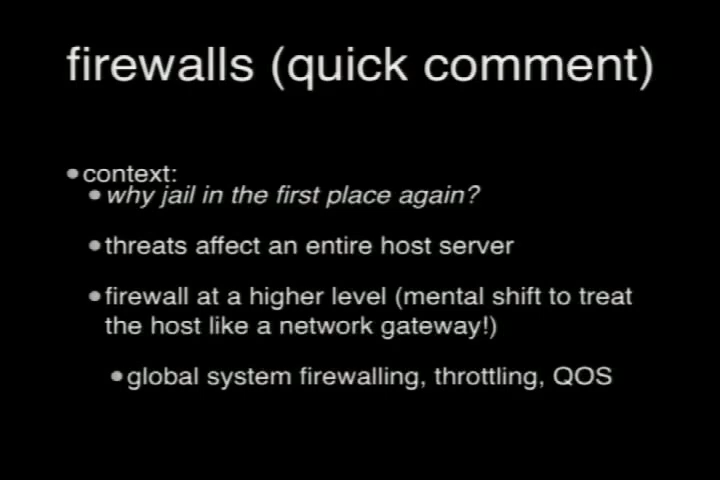 firewalls (quick comment)
• context:
• why jail in the first place again?
• threats affect an entire host server
• firewall at a higher level (mental shift to treat
the host like a network gateway!)
• global system firewalling, throttling, QOS